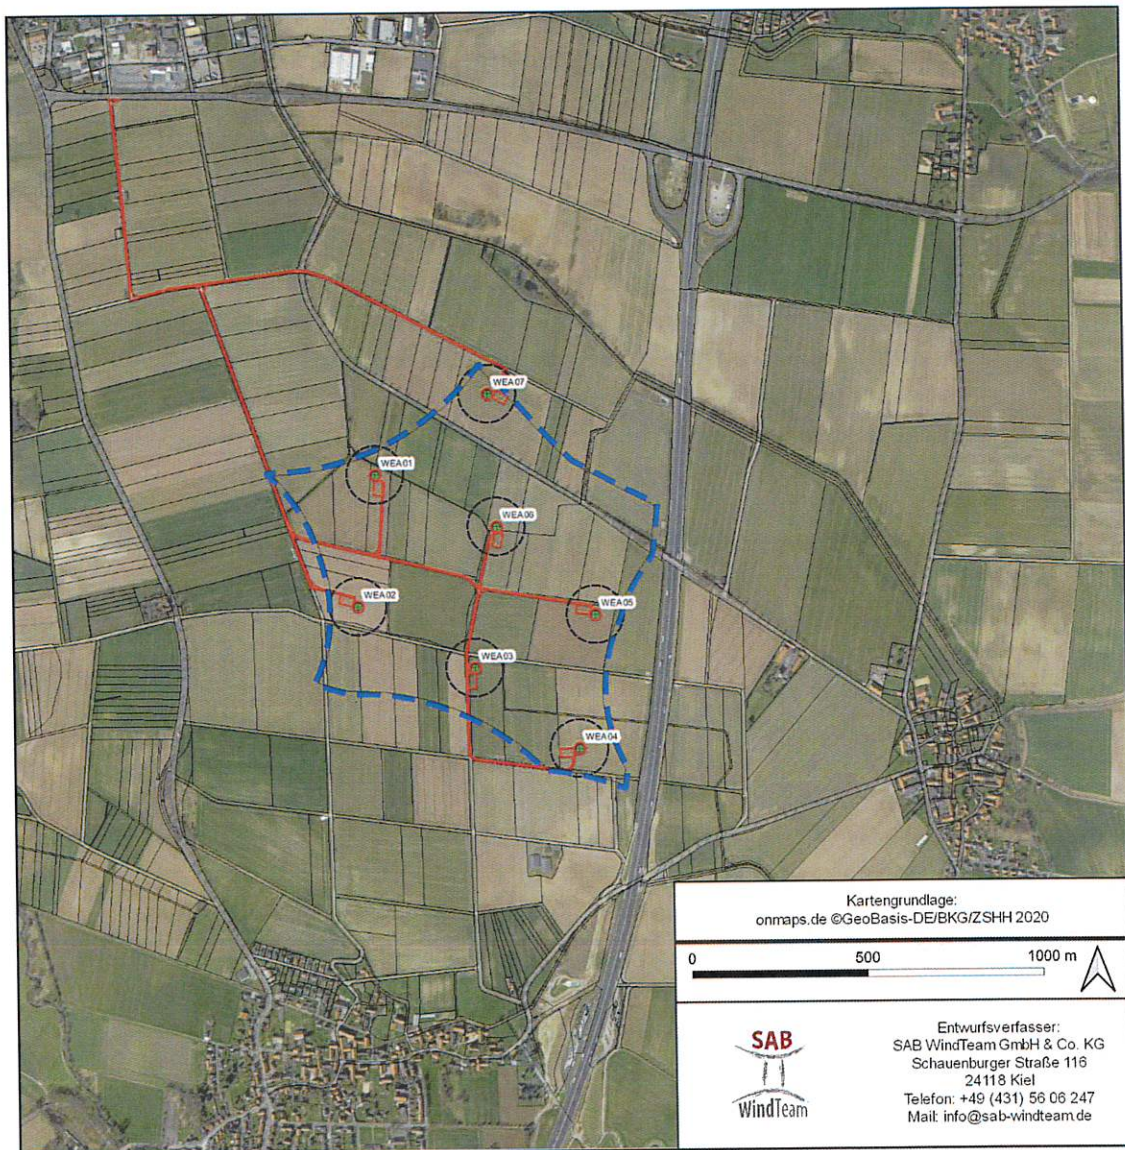 WEA07
WEA01
WEA06
WEA02
WEA05
WEA03
WEA04
Kartengrundlage:
onmaps.de ©GeoBasis-DE/BKG/ZSHH 2020
0 500 1000 m
SAB
WindTeam
Entwurfsverfasser:
SAB WindTeam GmbH & Co. KG
Schauenburger Straße 116
24118 Kiel
Telefon: +49 (431) 56 06 247
Mail: info@sab-windteam.de